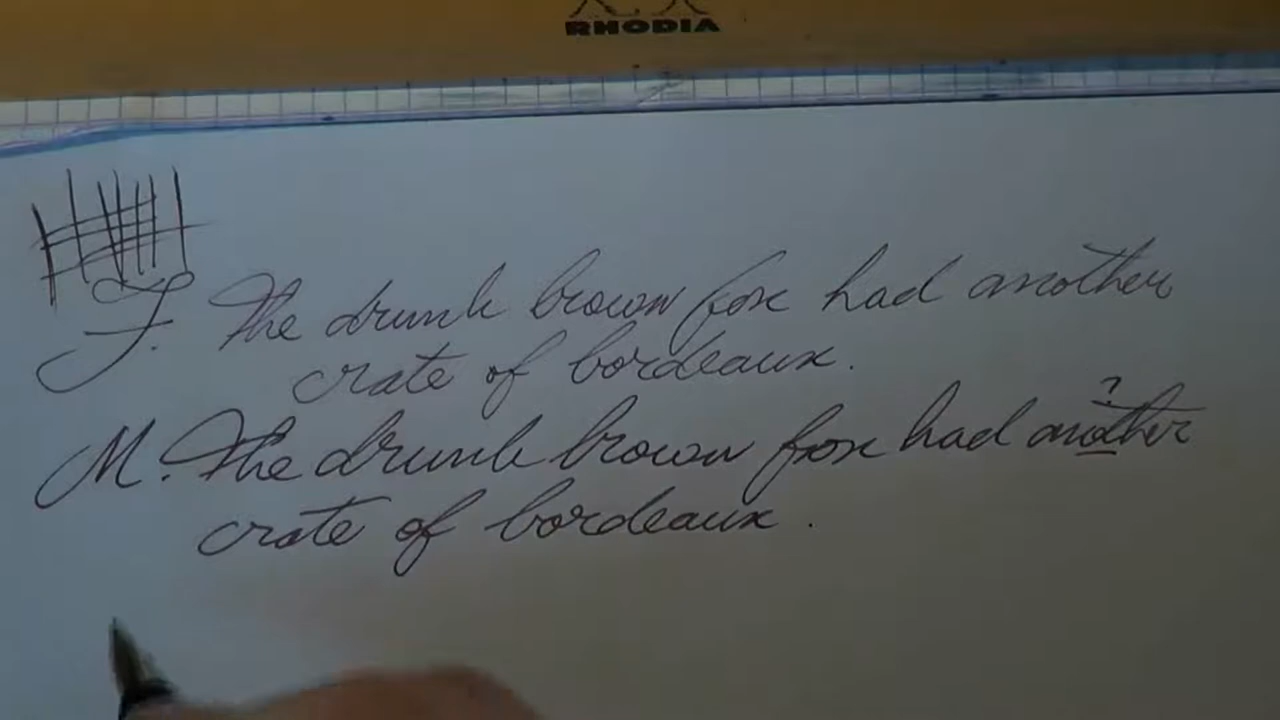 RHODIA
F. The drunk brown fox had another
crate of bordeaux.
?
M. The drunk brown fox had another
crate of bordeaux.